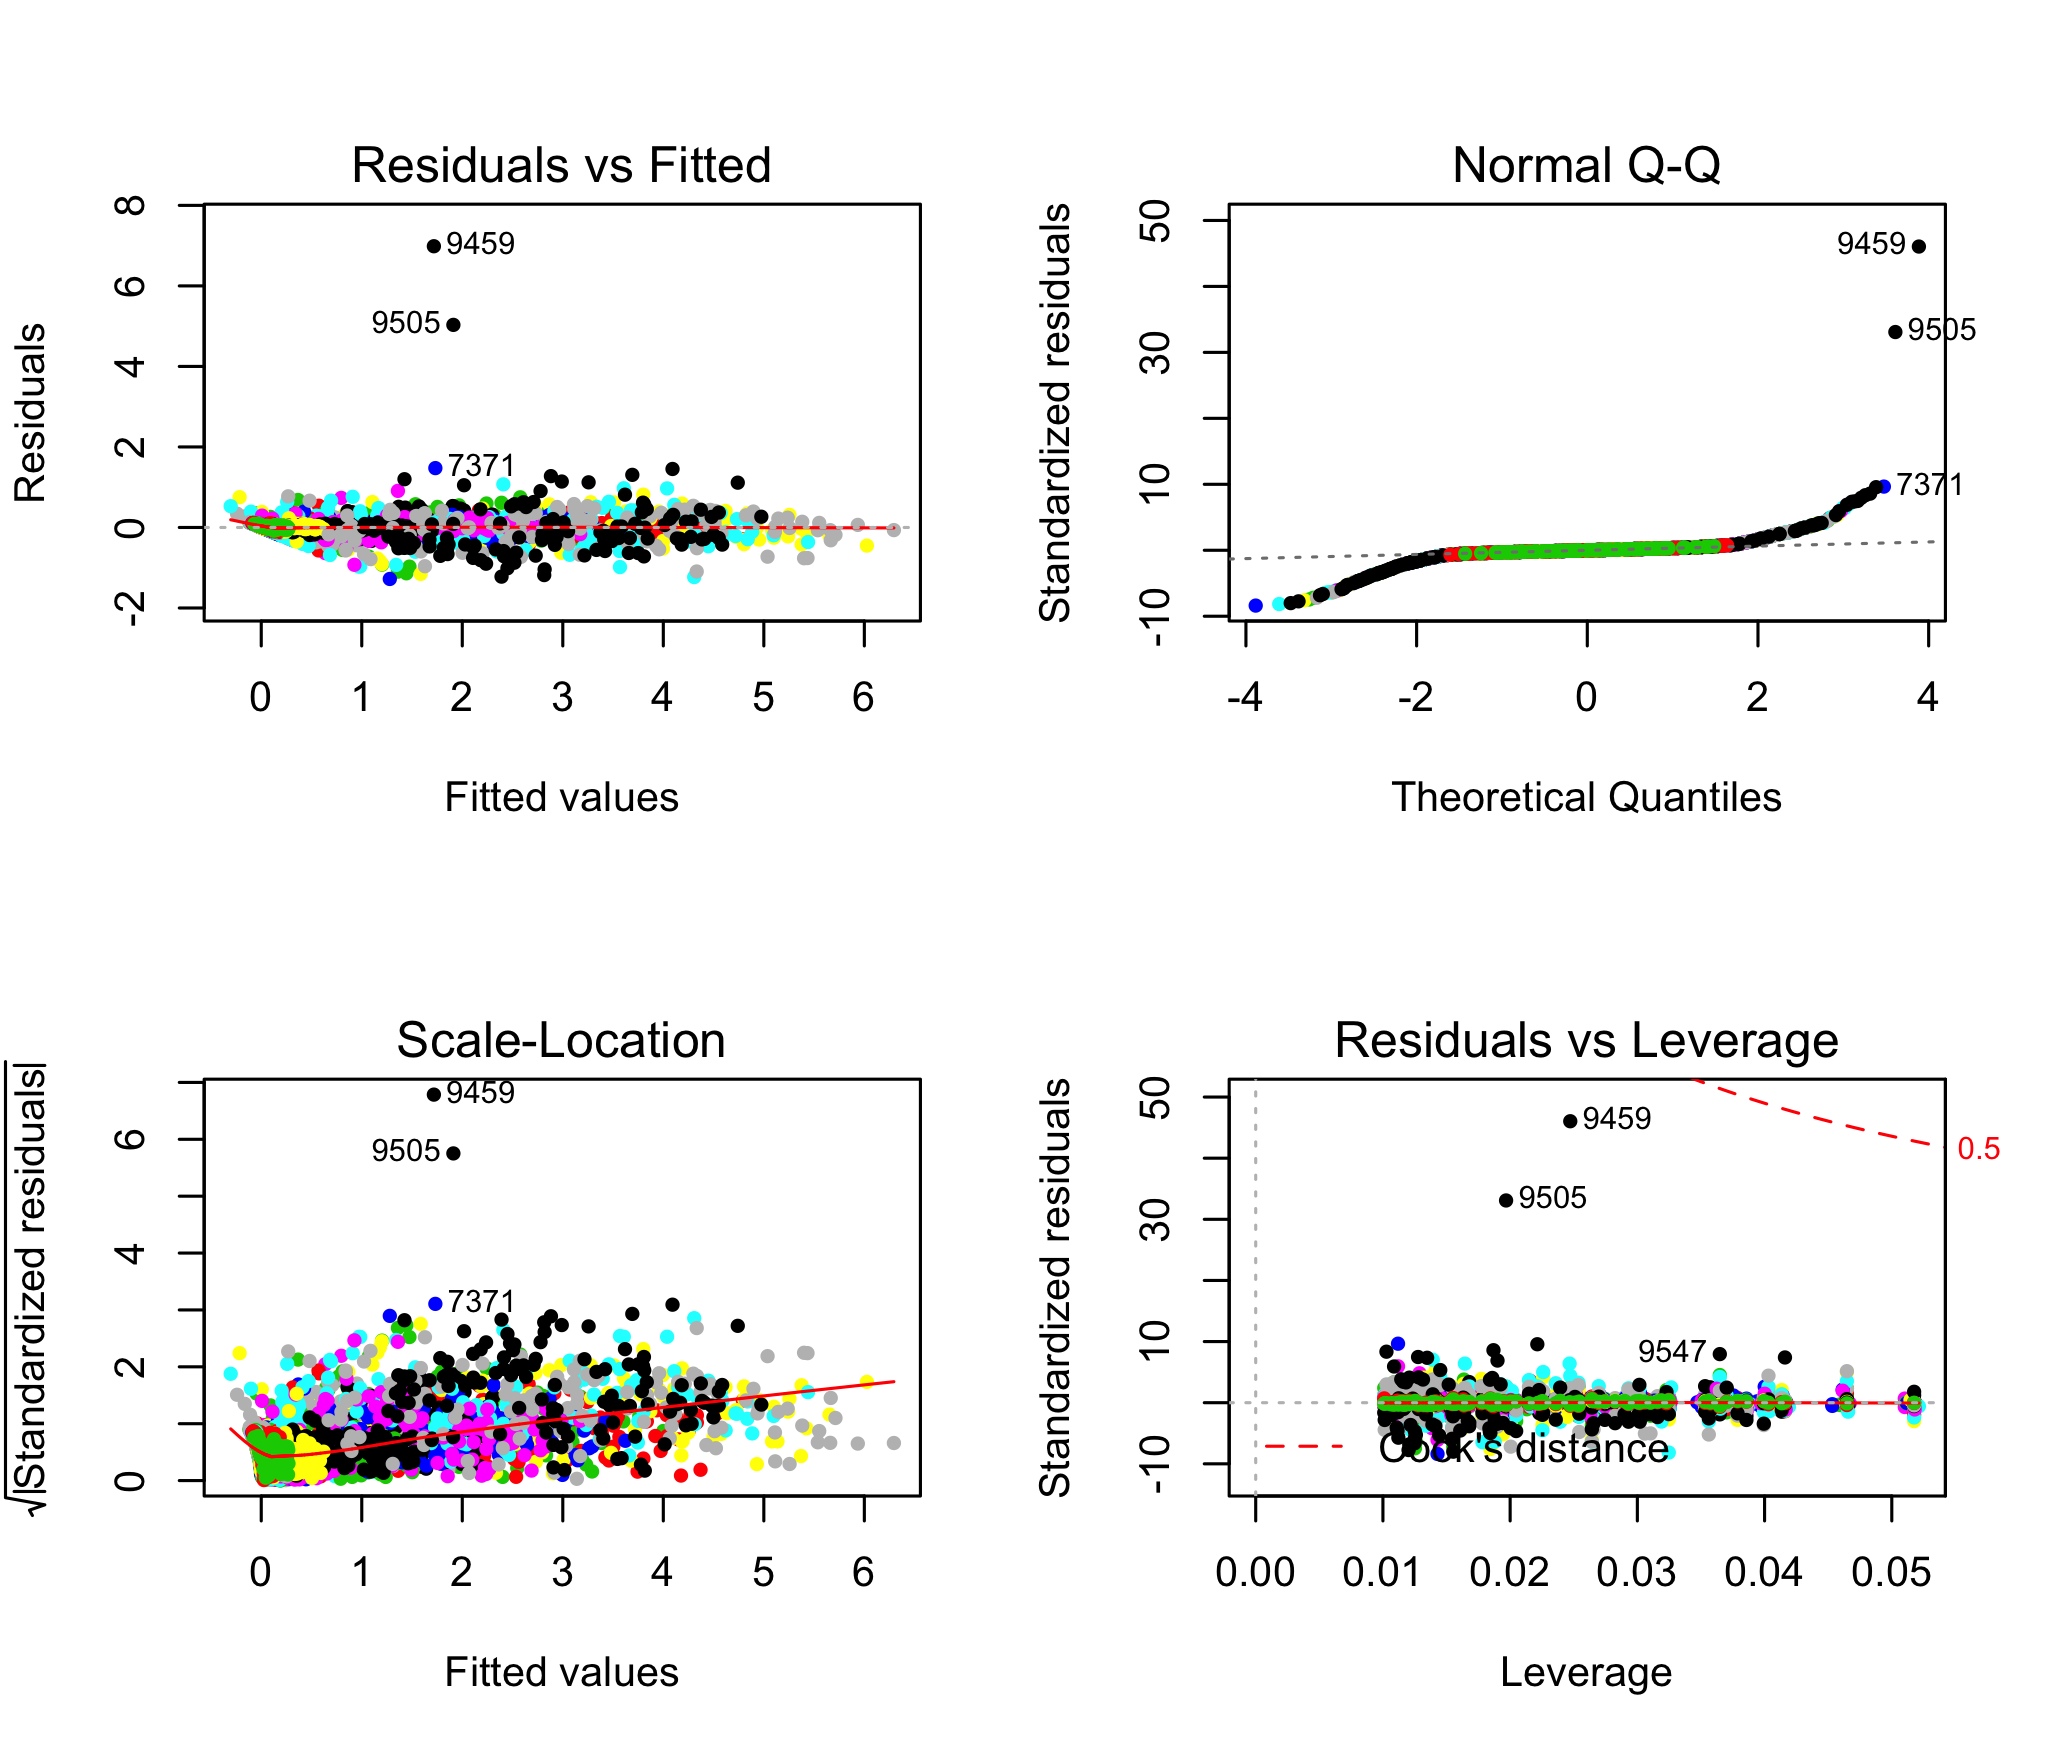 Residuals vs Fitted
Residuals
8
6
4
2
0
-2
9459
9505
7371
0 1 2 3 4 5 6
Fitted values
Normal Q-Q
Standardized residuals
50
30
10
-10
9459
9505
7371
-4 -2 0 2 4
Theoretical Quantiles
Scale-Location
√|Standardized residuals|
6
4
2
0
9459
9505
7371
0 1 2 3 4 5 6
Fitted values
Residuals vs Leverage
Standardized residuals
50
30
10
-10
9459
0.5
9505
9547
Cook's distance
0.00 0.01 0.02 0.03 0.04 0.05
Leverage